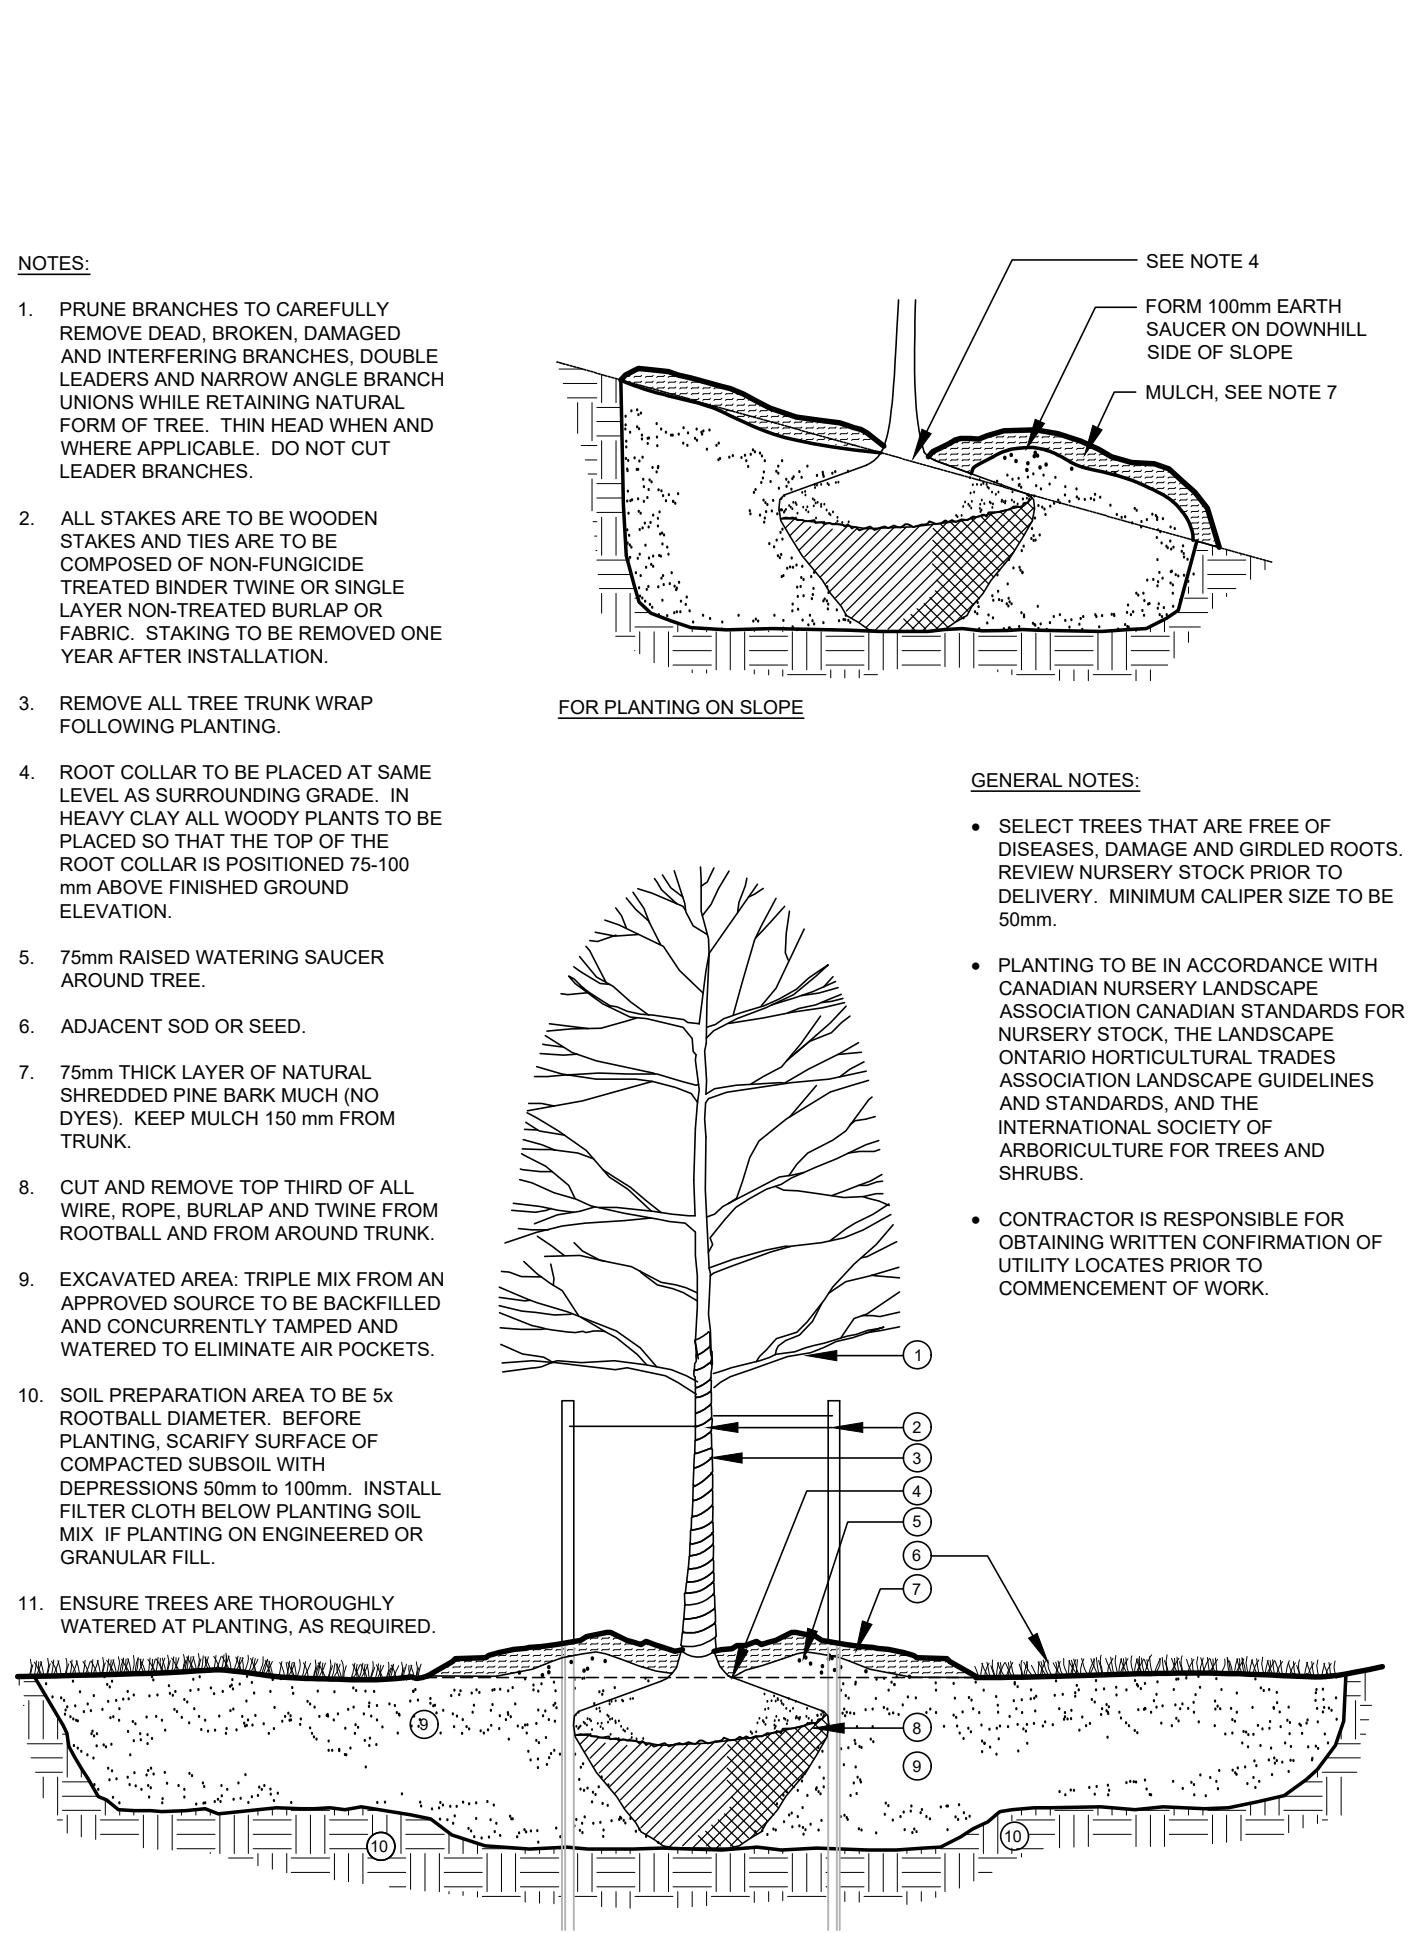 NOTES:
1. PRUNE BRANCHES TO CAREFULLY
REMOVE DEAD, BROKEN, DAMAGED
AND INTERFERING BRANCHES, DOUBLE
LEADERS AND NARROW ANGLE BRANCH
UNIONS WHILE RETAINING NATURAL
FORM OF TREE. THIN HEAD WHEN AND
WHERE APPLICABLE. DO NOT CUT
LEADER BRANCHES.
2. ALL STAKES ARE TO BE WOODEN
STAKES AND TIES ARE TO BE
COMPOSED OF NON-FUNGICIDE
TREATED BINDER TWINE OR SINGLE
LAYER NON-TREATED BURLAP OR
FABRIC. STAKING TO BE REMOVED ONE
YEAR AFTER INSTALLATION.
3. REMOVE ALL TREE TRUNK WRAP
FOLLOWING PLANTING.
4. ROOT COLLAR TO BE PLACED AT SAME
LEVEL AS SURROUNDING GRADE. IN
HEAVY CLAY ALL WOODY PLANTS TO BE
PLACED SO THAT THE TOP OF THE
ROOT COLLAR IS POSITIONED 75-100
mm ABOVE FINISHED GROUND
ELEVATION.
5. 75mm RAISED WATERING SAUCER
AROUND TREE.
6. ADJACENT SOD OR SEED.
7. 75mm THICK LAYER OF NATURAL
SHREDDED PINE BARK MUCH (NO
DYES). KEEP MULCH 150 mm FROM
TRUNK.
8. CUT AND REMOVE TOP THIRD OF ALL
WIRE, ROPE, BURLAP AND TWINE FROM
ROOTBALL AND FROM AROUND TRUNK.
9. EXCAVATED AREA: TRIPLE MIX FROM AN
APPROVED SOURCE TO BE BACKFILLED
AND CONCURRENTLY TAMPED AND
WATERED TO ELIMINATE AIR POCKETS.
10. SOIL PREPARATION AREA TO BE 5x
ROOTBALL DIAMETER. BEFORE
PLANTING, SCARIFY SURFACE OF
COMPACTED SUBSOIL WITH
DEPRESSIONS 50mm to 100mm. INSTALL
FILTER CLOTH BELOW PLANTING SOIL
MIX IF PLANTING ON ENGINEERED OR
GRANULAR FILL.
11. ENSURE TREES ARE THOROUGHLY
WATERED AT PLANTING, AS REQUIRED.
SEE NOTE 4
FORM 100mm EARTH
SAUCER ON DOWNHILL
SIDE OF SLOPE
MULCH, SEE NOTE 7
FOR PLANTING ON SLOPE
GENERAL NOTES:
• SELECT TREES THAT ARE FREE OF
DISEASES, DAMAGE AND GIRDLED ROOTS.
REVIEW NURSERY STOCK PRIOR TO
DELIVERY. MINIMUM CALIPER SIZE TO BE
50mm.
• PLANTING TO BE IN ACCORDANCE WITH
CANADIAN NURSERY LANDSCAPE
ASSOCIATION CANADIAN STANDARDS FOR
NURSERY STOCK, THE LANDSCAPE
ONTARIO HORTICULTURAL TRADES
ASSOCIATION LANDSCAPE GUIDELINES
AND STANDARDS, AND THE
INTERNATIONAL SOCIETY OF
ARBORICULTURE FOR TREES AND
SHRUBS.
• CONTRACTOR IS RESPONSIBLE FOR
OBTAINING WRITTEN CONFIRMATION OF
UTILITY LOCATES PRIOR TO
COMMENCEMENT OF WORK.
1
2
3
4
5
6
7
9
8
9
10
10